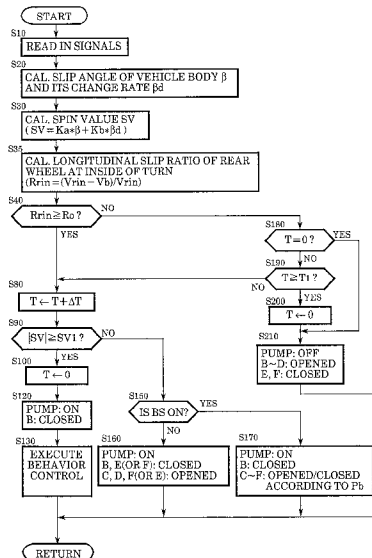 START
S10
READ IN SIGNALS
S20
CAL. SLIP ANGLE OF VEHICLE BODY β
AND ITS CHANGE RATE βd
S30
CAL. SPIN VALUE SV
(SV=Ka*β+Kb*βd)
S35
CAL. LONGITUDINAL SLIP RATIO OF REAR
WHEEL AT INSIDE OF TURN
(Rrin=(Vrin−Vb)/Vrin)
S40
Rrin≧Ro?
NO
YES
S180
T=0?
YES
NO
S190
T≧T1?
NO
YES
S200
T←0
S210
PUMP: OFF
B~D: OPENED
E, F: CLOSED
S80
T←T+ΔT
S90
|SV|≧SV1?
NO
YES
S100
T←0
S120
PUMP: ON
B: CLOSED
S130
EXECUTE
BEHAVIOR
CONTROL
S150
IS BS ON?
YES
NO
S160
PUMP: ON
B, E(OR F): CLOSED
C, D, F(OR E): OPENED
S170
PUMP: ON
B: CLOSED
C~F: OPENED/CLOSED
ACCORDING TO Pb
RETURN